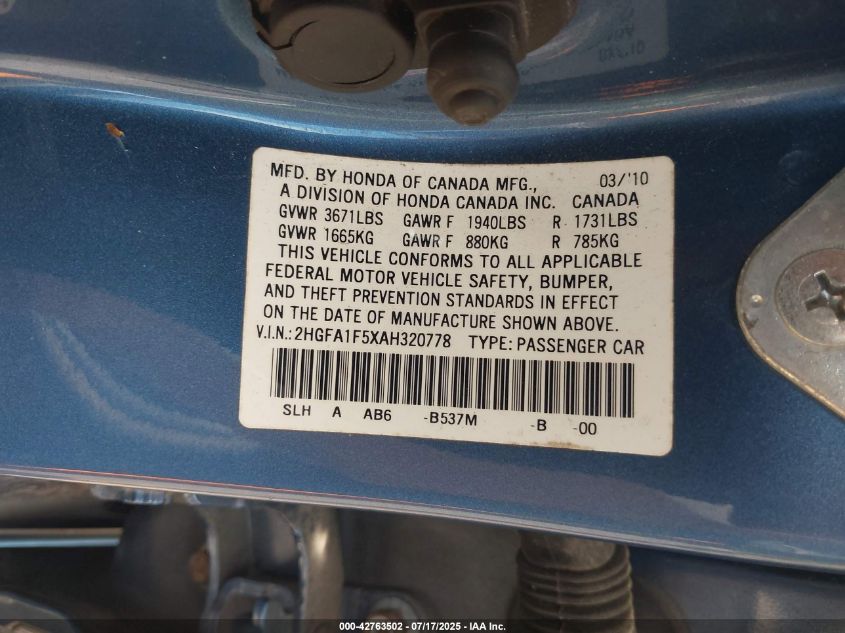 MFD. BY HONDA OF CANADA MFG., 03/'10
A DIVISION OF HONDA CANADA INC. CANADA
GVWR 3671LBS GAWR F 1940LBS R 1731LBS
GVWR 1665KG GAWR F 880KG R 785KG
THIS VEHICLE CONFORMS TO ALL APPLICABLE
FEDERAL MOTOR VEHICLE SAFETY, BUMPER,
AND THEFT PREVENTION STANDARDS IN EFFECT
ON THE DATE OF MANUFACTURE SHOWN ABOVE.
V.I.N.: 2HGFA1F5XAH320778 TYPE: PASSENGER CAR
SLH A AB6 -B537M -B -00
000-42763502 - 07/17/2025 - IAA Inc.